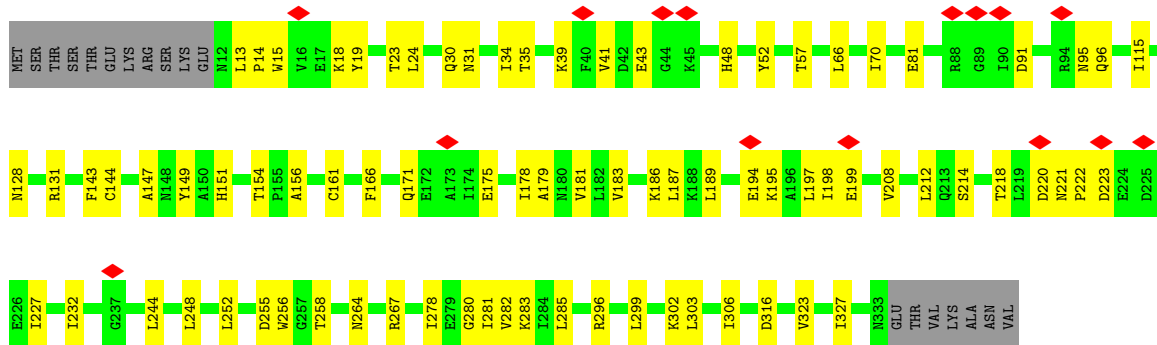 MET SER THR SER THR GLU LYS ARG SER LYS GLU N12 L13 P14 W15 V16 E17 K18 Y19 T23 L24 Q30 N31 I34 T35 K39 F40 V41 D42 E43 G44 K45 H48 Y52 T57 L66 I70 E81 R88 G89 I90 D91 R94 N95 Q96 I115
N128 R131 F143 C144 A147 N148 Y149 A150 H151 T154 P155 A156 C161 F166 Q171 E172 A173 I174 E175 I178 A179 N180 V181 L182 V183 K186 L187 K188 L189 E194 K195 A196 L197 I198 E199 V208 L212 Q213 S214 T218 L219 D220 N221 P222 D223 E224 D225
E226 I227 I232 G237 L244 L248 L252 D255 W256 G257 T258 N264 R267 I278 E279 G280 I281 V282 K283 I284 L285 R296 L299 K302 L303 I306 D316 V323 I327 N333 GLU THR VAL LYS ALA ASN VAL